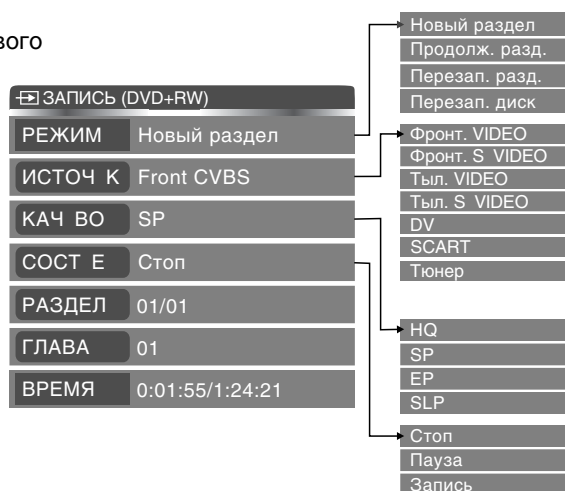 вого
ЗАПИСЬ (DVD+RW)
РЕЖИМ Новый раздел
ИСТОЧ К Front CVBS
КАЧ ВО SP
СОСТ Е Стоп
РАЗДЕЛ 01/01
ГЛАВА 01
ВРЕМЯ 0:01:55/1:24:21
Новый раздел
Продолж. разд.
Перезап. разд.
Перезап. диск
Фронт. VIDEO
Фронт. S VIDEO
Тыл. VIDEO
Тыл. S VIDEO
DV
SCART
Тюнер
HQ
SP
EP
SLP
Стоп
Пауза
Запись